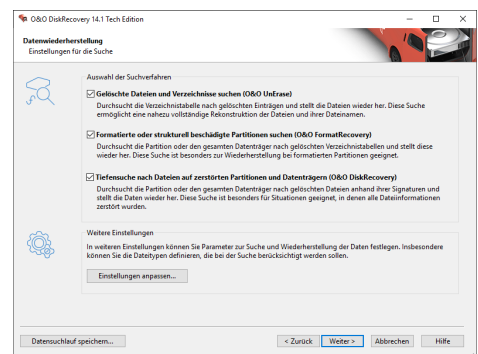 O&O DiskRecovery 14.1 Tech Edition
Datenwiederherstellung
Einstellungen für die Suche
Auswahl der Suchverfahren
Gelöschte Dateien und Verzeichnisse suchen (O&O UnErase)
Durchsucht die Verzeichnistabelle nach gelöschten Einträgen und stellt die Dateien wieder her. Diese Suche
ermöglicht eine nahezu vollständige Rekonstruktion der Dateien und ihrer Dateinamen.
Formatierte oder strukturell beschädigte Partitionen suchen (O&O FormatRecovery)
Durchsucht die Partition oder den gesamten Datenträger nach gelöschten Verzeichnistabellen und stellt diese
wieder her. Diese Suche ist besonders zur Wiederherstellung bei formatierten Partitionen geeignet.
Tiefensuche nach Dateien auf zerstörten Partitionen und Datenträgern (O&O DiskRecovery)
Durchsucht die Partition oder den gesamten Datenträger nach gelöschten Dateien anhand ihrer Signaturen und
stellt die Daten wieder her. Diese Suche ist besonders für Situationen geeignet, in denen alle Dateiinformationen
zerstört wurden.
Weitere Einstellungen
In weiteren Einstellungen können Sie Parameter zur Suche und Wiederherstellung der Daten festlegen. Insbesondere
können Sie die Dateitypen definieren, die bei der Suche berücksichtigt werden sollen.
Einstellungen anpassen...
Datensuchlauf speichern...
< Zurück
Weiter >
Abbrechen
Hilfe